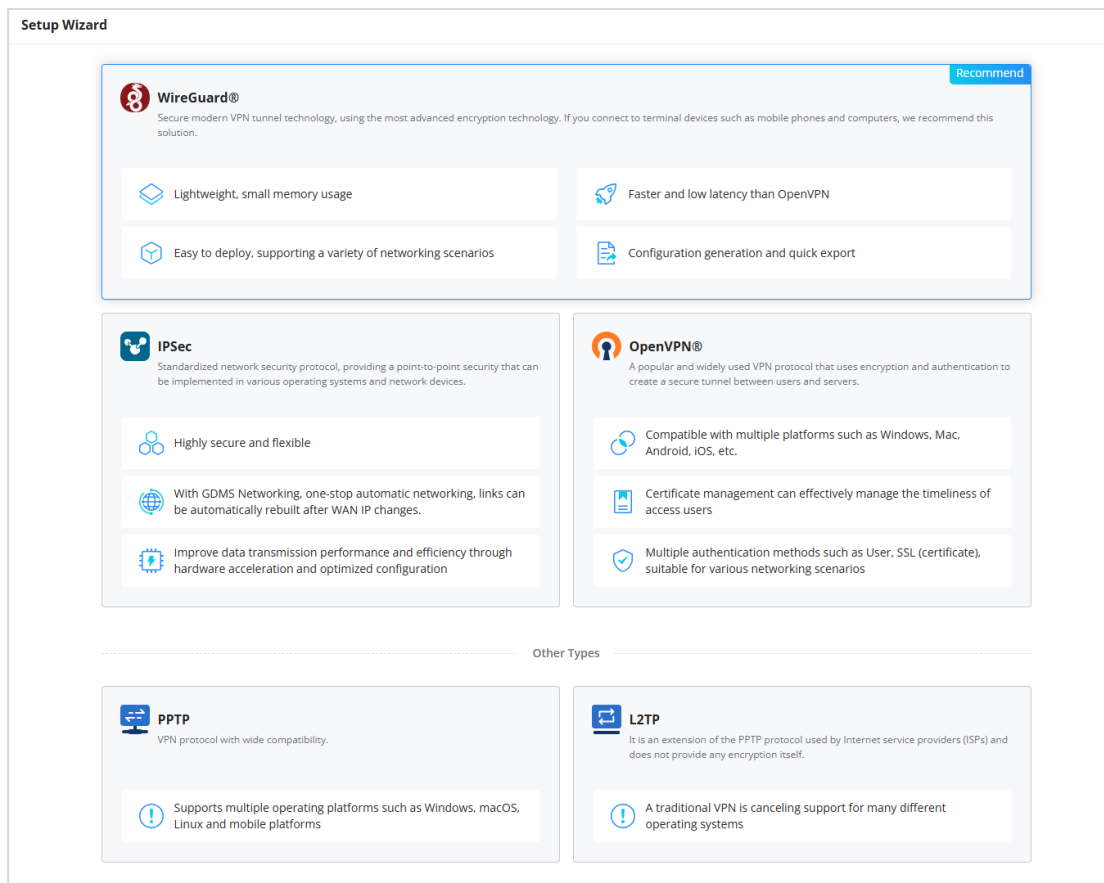 Setup Wizard
Recommend
WireGuard®
Secure modern VPN tunnel technology, using the most advanced encryption technology. If you connect to terminal devices such as mobile phones and computers, we recommend this
solution.
Lightweight, small memory usage
Faster and low latency than OpenVPN
Easy to deploy, supporting a variety of networking scenarios
Configuration generation and quick export
IPSec
Standardized network security protocol, providing a point-to-point security that can
be implemented in various operating systems and network devices.
Highly secure and flexible
With GDMS Networking, one-stop automatic networking, links can
be automatically rebuilt after WAN IP changes.
Improve data transmission performance and efficiency through
hardware acceleration and optimized configuration
OpenVPN®
A popular and widely used VPN protocol that uses encryption and authentication to
create a secure tunnel between users and servers.
Compatible with multiple platforms such as Windows, Mac,
Android, iOS, etc.
Certificate management can effectively manage the timeliness of
access users
Multiple authentication methods such as User, SSL (certificate),
suitable for various networking scenarios
Other Types
PPTP
VPN protocol with wide compatibility.
Supports multiple operating platforms such as Windows, macOS,
Linux and mobile platforms
L2TP
It is an extension of the PPTP protocol used by Internet service providers (ISPs) and
does not provide any encryption itself.
A traditional VPN is canceling support for many different
operating systems